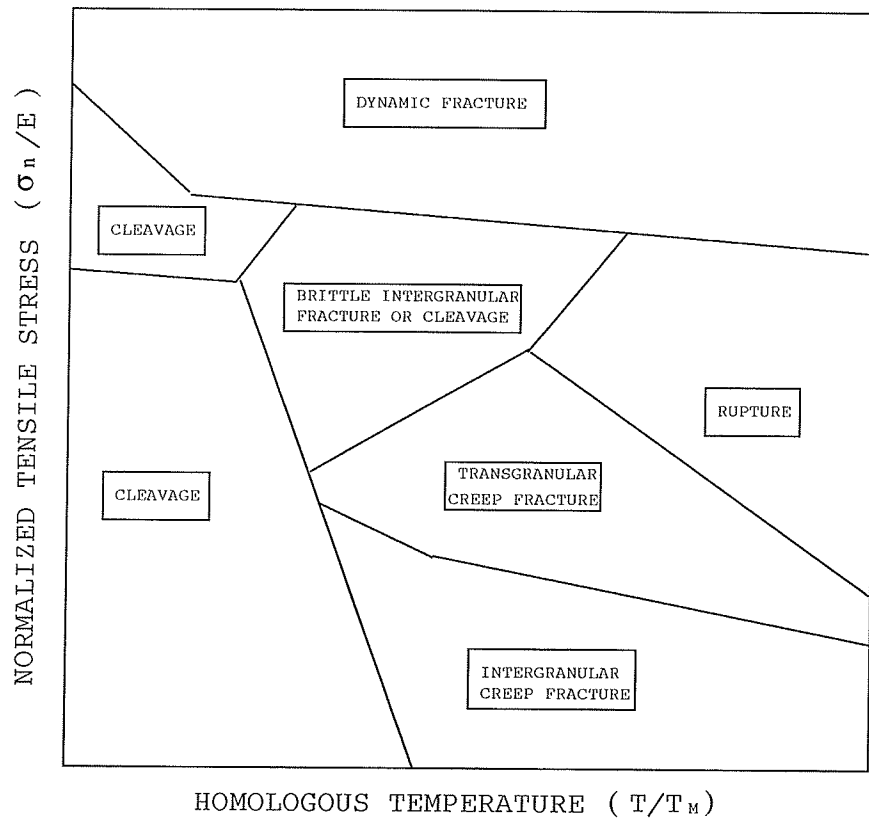 NORMALIZED TENSILE STRESS (σn/E)
DYNAMIC FRACTURE
CLEAVAGE
BRITTLE INTERGRANULAR
FRACTURE OR CLEAVAGE
RUPTURE
CLEAVAGE
TRANSGRANULAR
CREEP FRACTURE
INTERGRANULAR
CREEP FRACTURE
HOMOLOGOUS TEMPERATURE (T/TM)